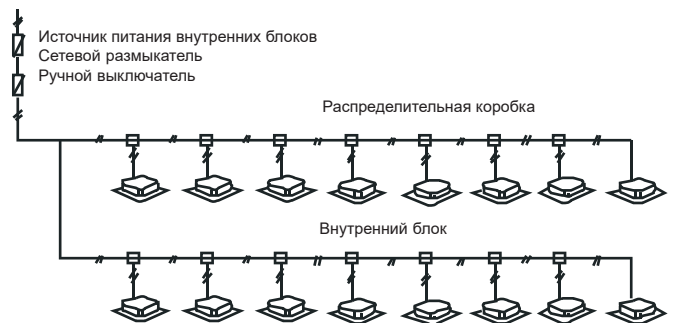 Источник питания внутренних блоков
Сетевой размыкатель
Ручной выключатель
Распределительная коробка
Внутренний блок